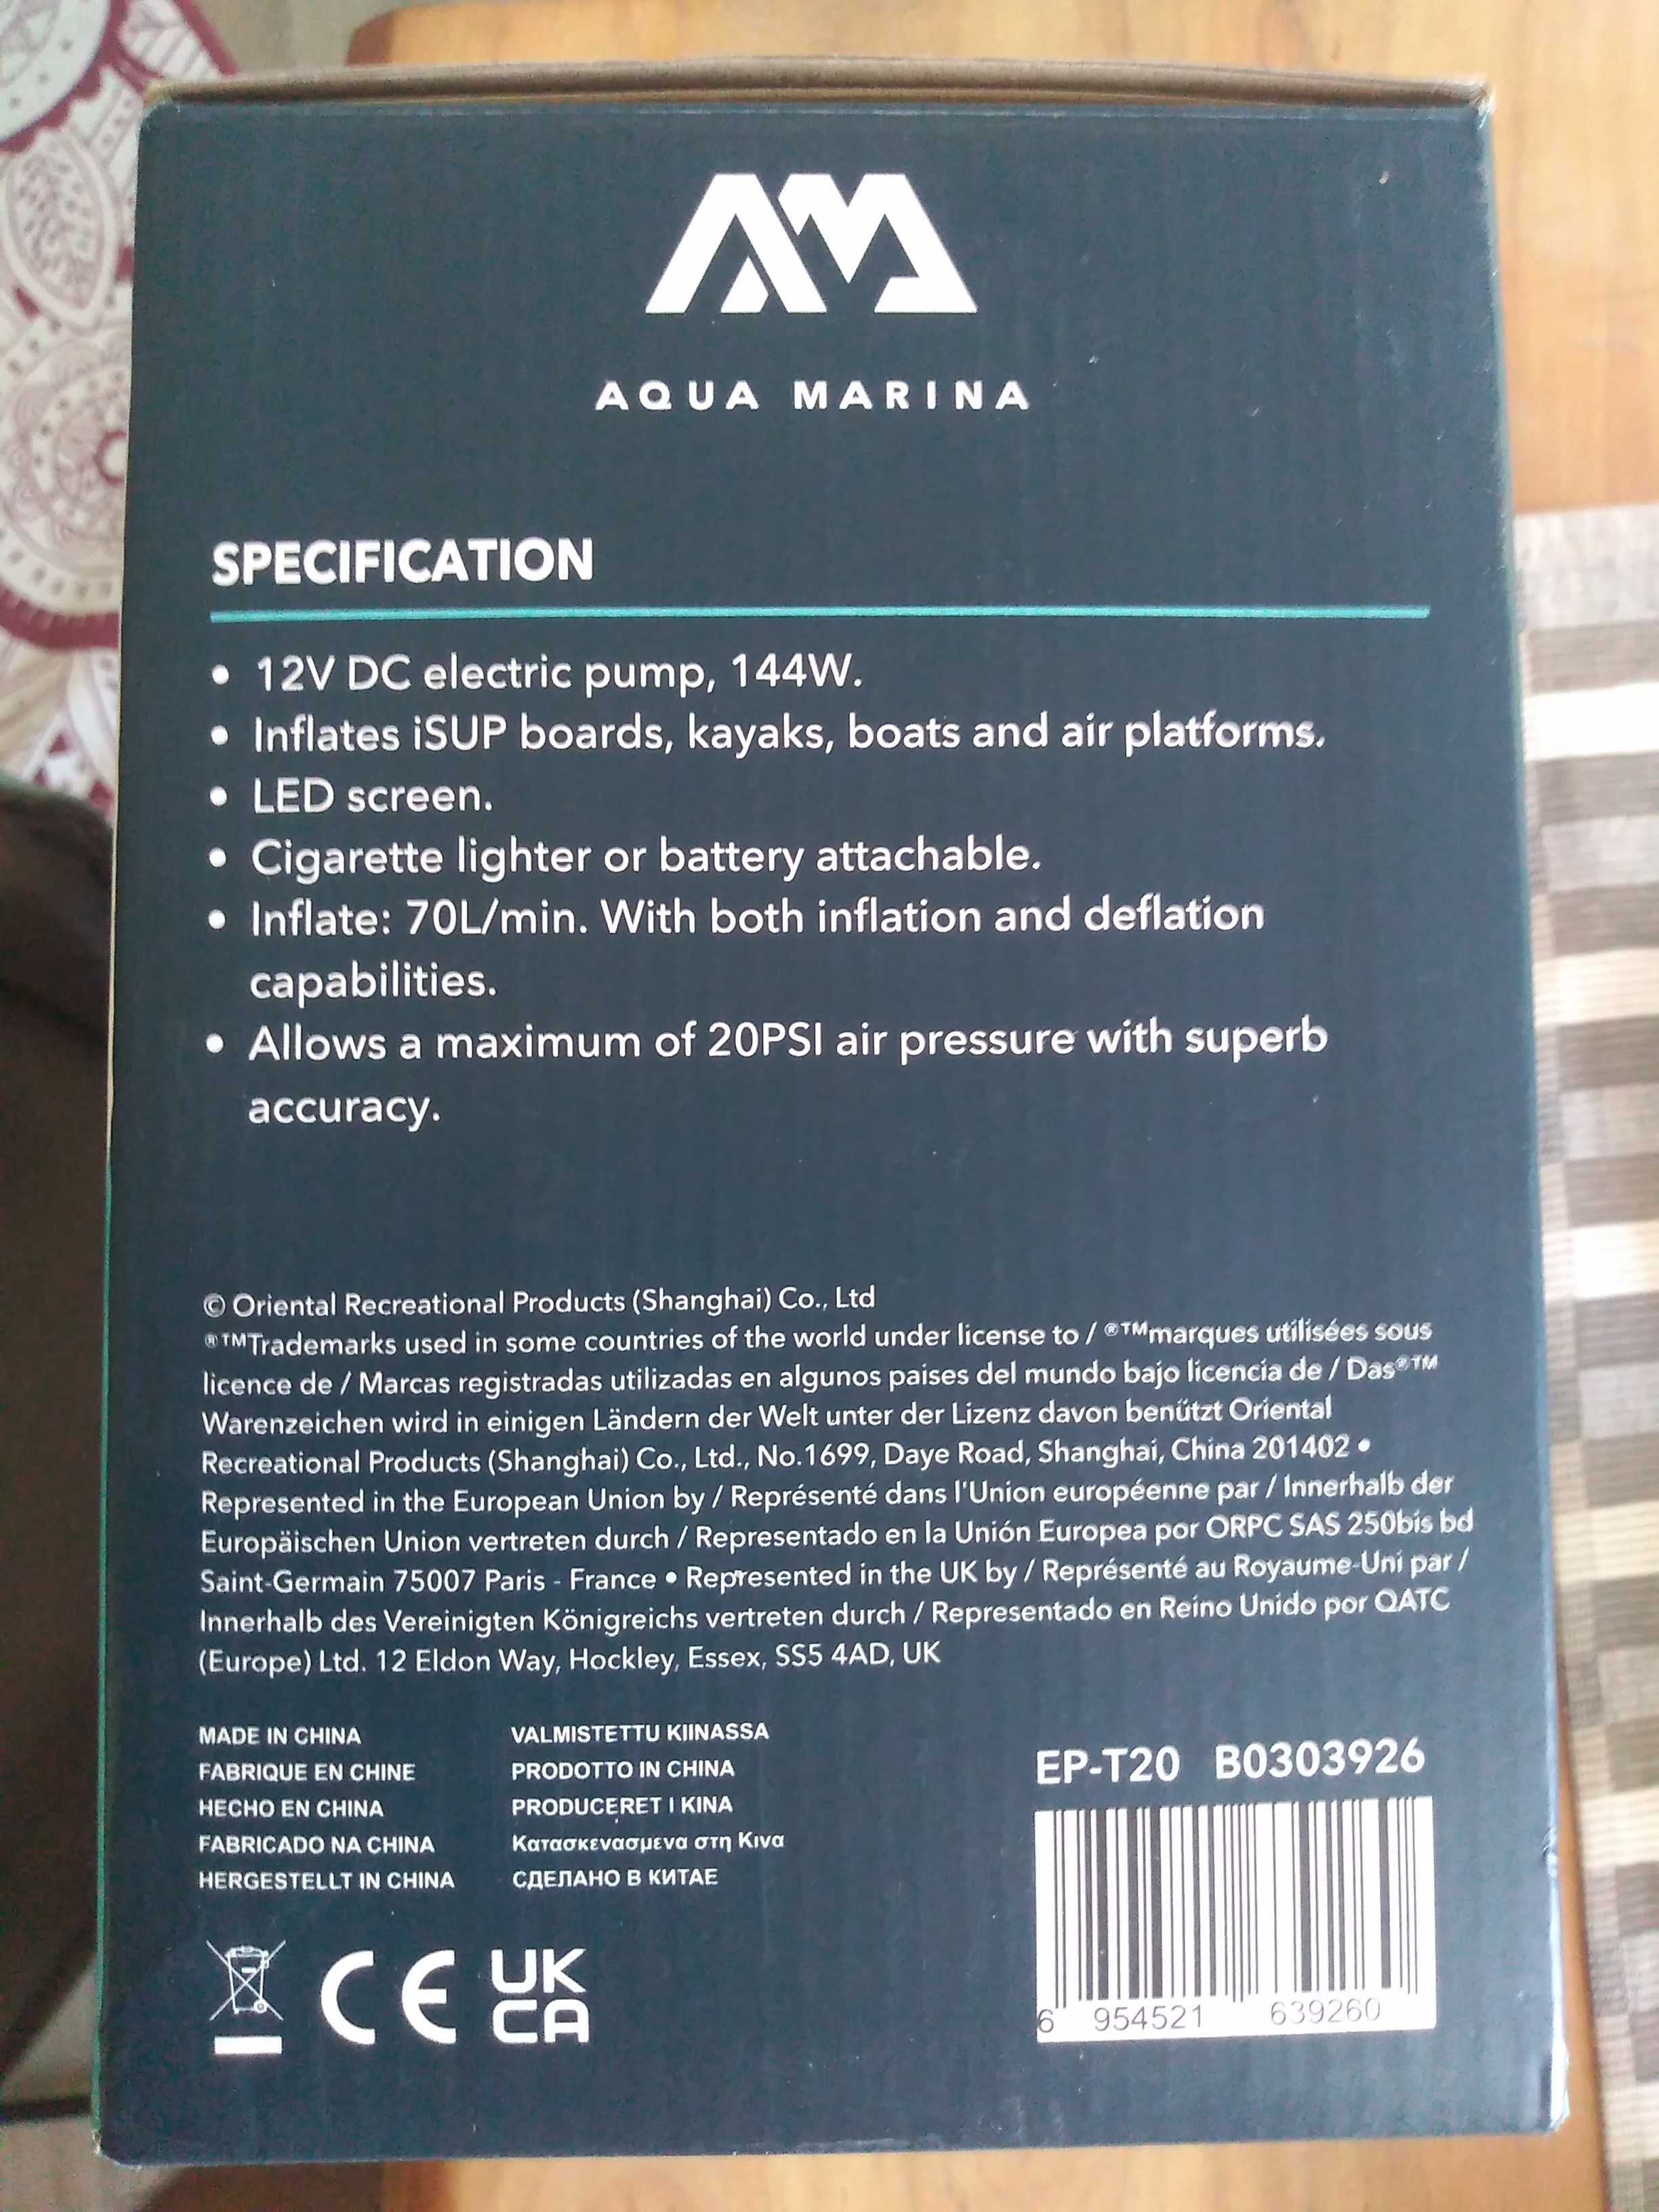 AQUA MARINA
SPECIFICATION
• 12V DC electric pump, 144W.
• Inflates iSUP boards, kayaks, boats and air platforms.
• LED screen.
• Cigarette lighter or battery attachable.
• Inflate: 70L/min. With both inflation and deflation
capabilities.
• Allows a maximum of 20PSI air pressure with superb
accuracy.
© Oriental Recreational Products (Shanghai) Co., Ltd
®™Trademarks used in some countries of the world under license to / ®™marques utilisées sous
licence de / Marcas registradas utilizadas en algunos paises del mundo bajo licencia de / Das®™
Warenzeichen wird in einigen Ländern der Welt unter der Lizenz davon benützt Oriental
Recreational Products (Shanghai) Co., Ltd., No.1699, Daye Road, Shanghai, China 201402 •
Represented in the European Union by / Représenté dans l'Union européenne par / Innerhalb der
Europäischen Union vertreten durch / Representado en la Unión Europea por ORPC SAS 250bis bd
Saint-Germain 75007 Paris - France • Represented in the UK by / Représenté au Royaume-Uni par /
Innerhalb des Vereinigten Königreichs vertreten durch / Representado en Reino Unido por QATC
(Europe) Ltd. 12 Eldon Way, Hockley, Essex, SS5 4AD, UK
MADE IN CHINA
FABRIQUE EN CHINE
HECHO EN CHINA
FABRICADO NA CHINA
HERGESTELLT IN CHINA
VALMISTETTU KIINASSA
PRODOTTO IN CHINA
PRODUCERET I KINA
Κατασκενασμενα στη Κινα
СДЕЛАНО В КИТАЕ
EP-T20 B0303926
6 954521 639260
CE
UK
CA